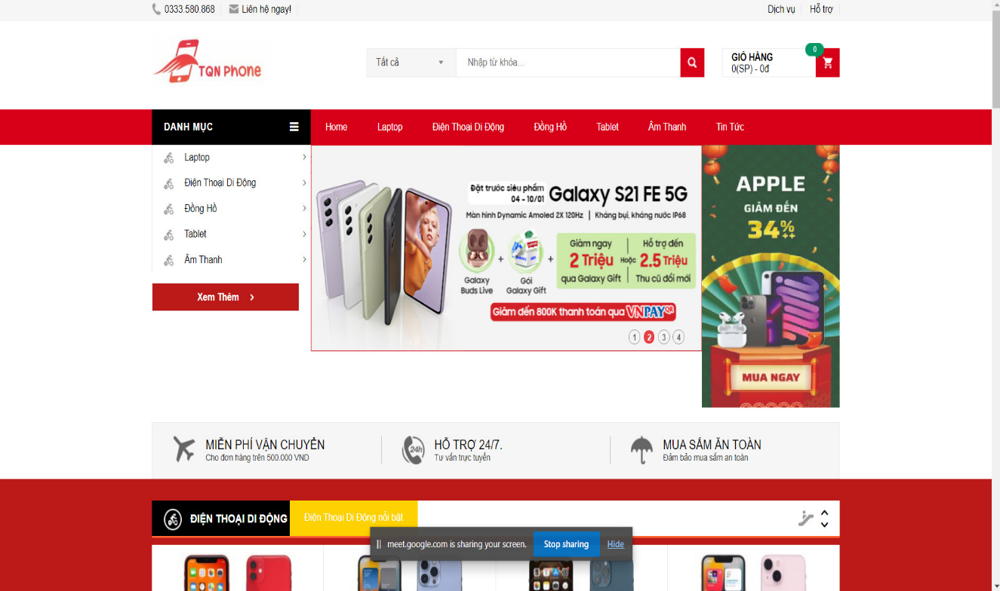 0333.580.868
Liên hệ ngay!
Dịch vụ
Hỗ trợ
TQN PHONE
Tất cả
Nhập từ khóa...
GIỎ HÀNG
0(SP) - 0đ
0
DANH MỤC
Home
Laptop
Điện Thoại Di Động
Đồng Hồ
Tablet
Âm Thanh
Tin Tức
Laptop
Điện Thoại Di Động
Đồng Hồ
Tablet
Âm Thanh
Xem Thêm
Đặt trước siêu phẩm
04 - 10/01
Galaxy S21 FE 5G
Màn hình Dynamic Amoled 2X 120Hz | Kháng bụi, kháng nước IP68
Galaxy
Buds Live
+
Gói
Galaxy Gift
+
Giảm ngay
2 Triệu
qua Galaxy Gift
Hoặc
Hỗ trợ đến
2.5 Triệu
Thu cũ đổi mới
Giảm đến 800K thanh toán qua VNPAYQR
1 2 3 4
APPLE
GIẢM ĐẾN
34%++
MUA NGAY
MIỄN PHÍ VẬN CHUYỂN
Cho đơn hàng trên 500.000 VND
24h
HỖ TRỢ 24/7.
Tư vấn trực tuyến
MUA SẮM AN TOÀN
Đảm bảo mua sắm an toàn
ĐIỆN THOẠI DI ĐỘNG
Điện Thoại Di Động nổi bật
meet.google.com is sharing your screen.
Stop sharing
Hide